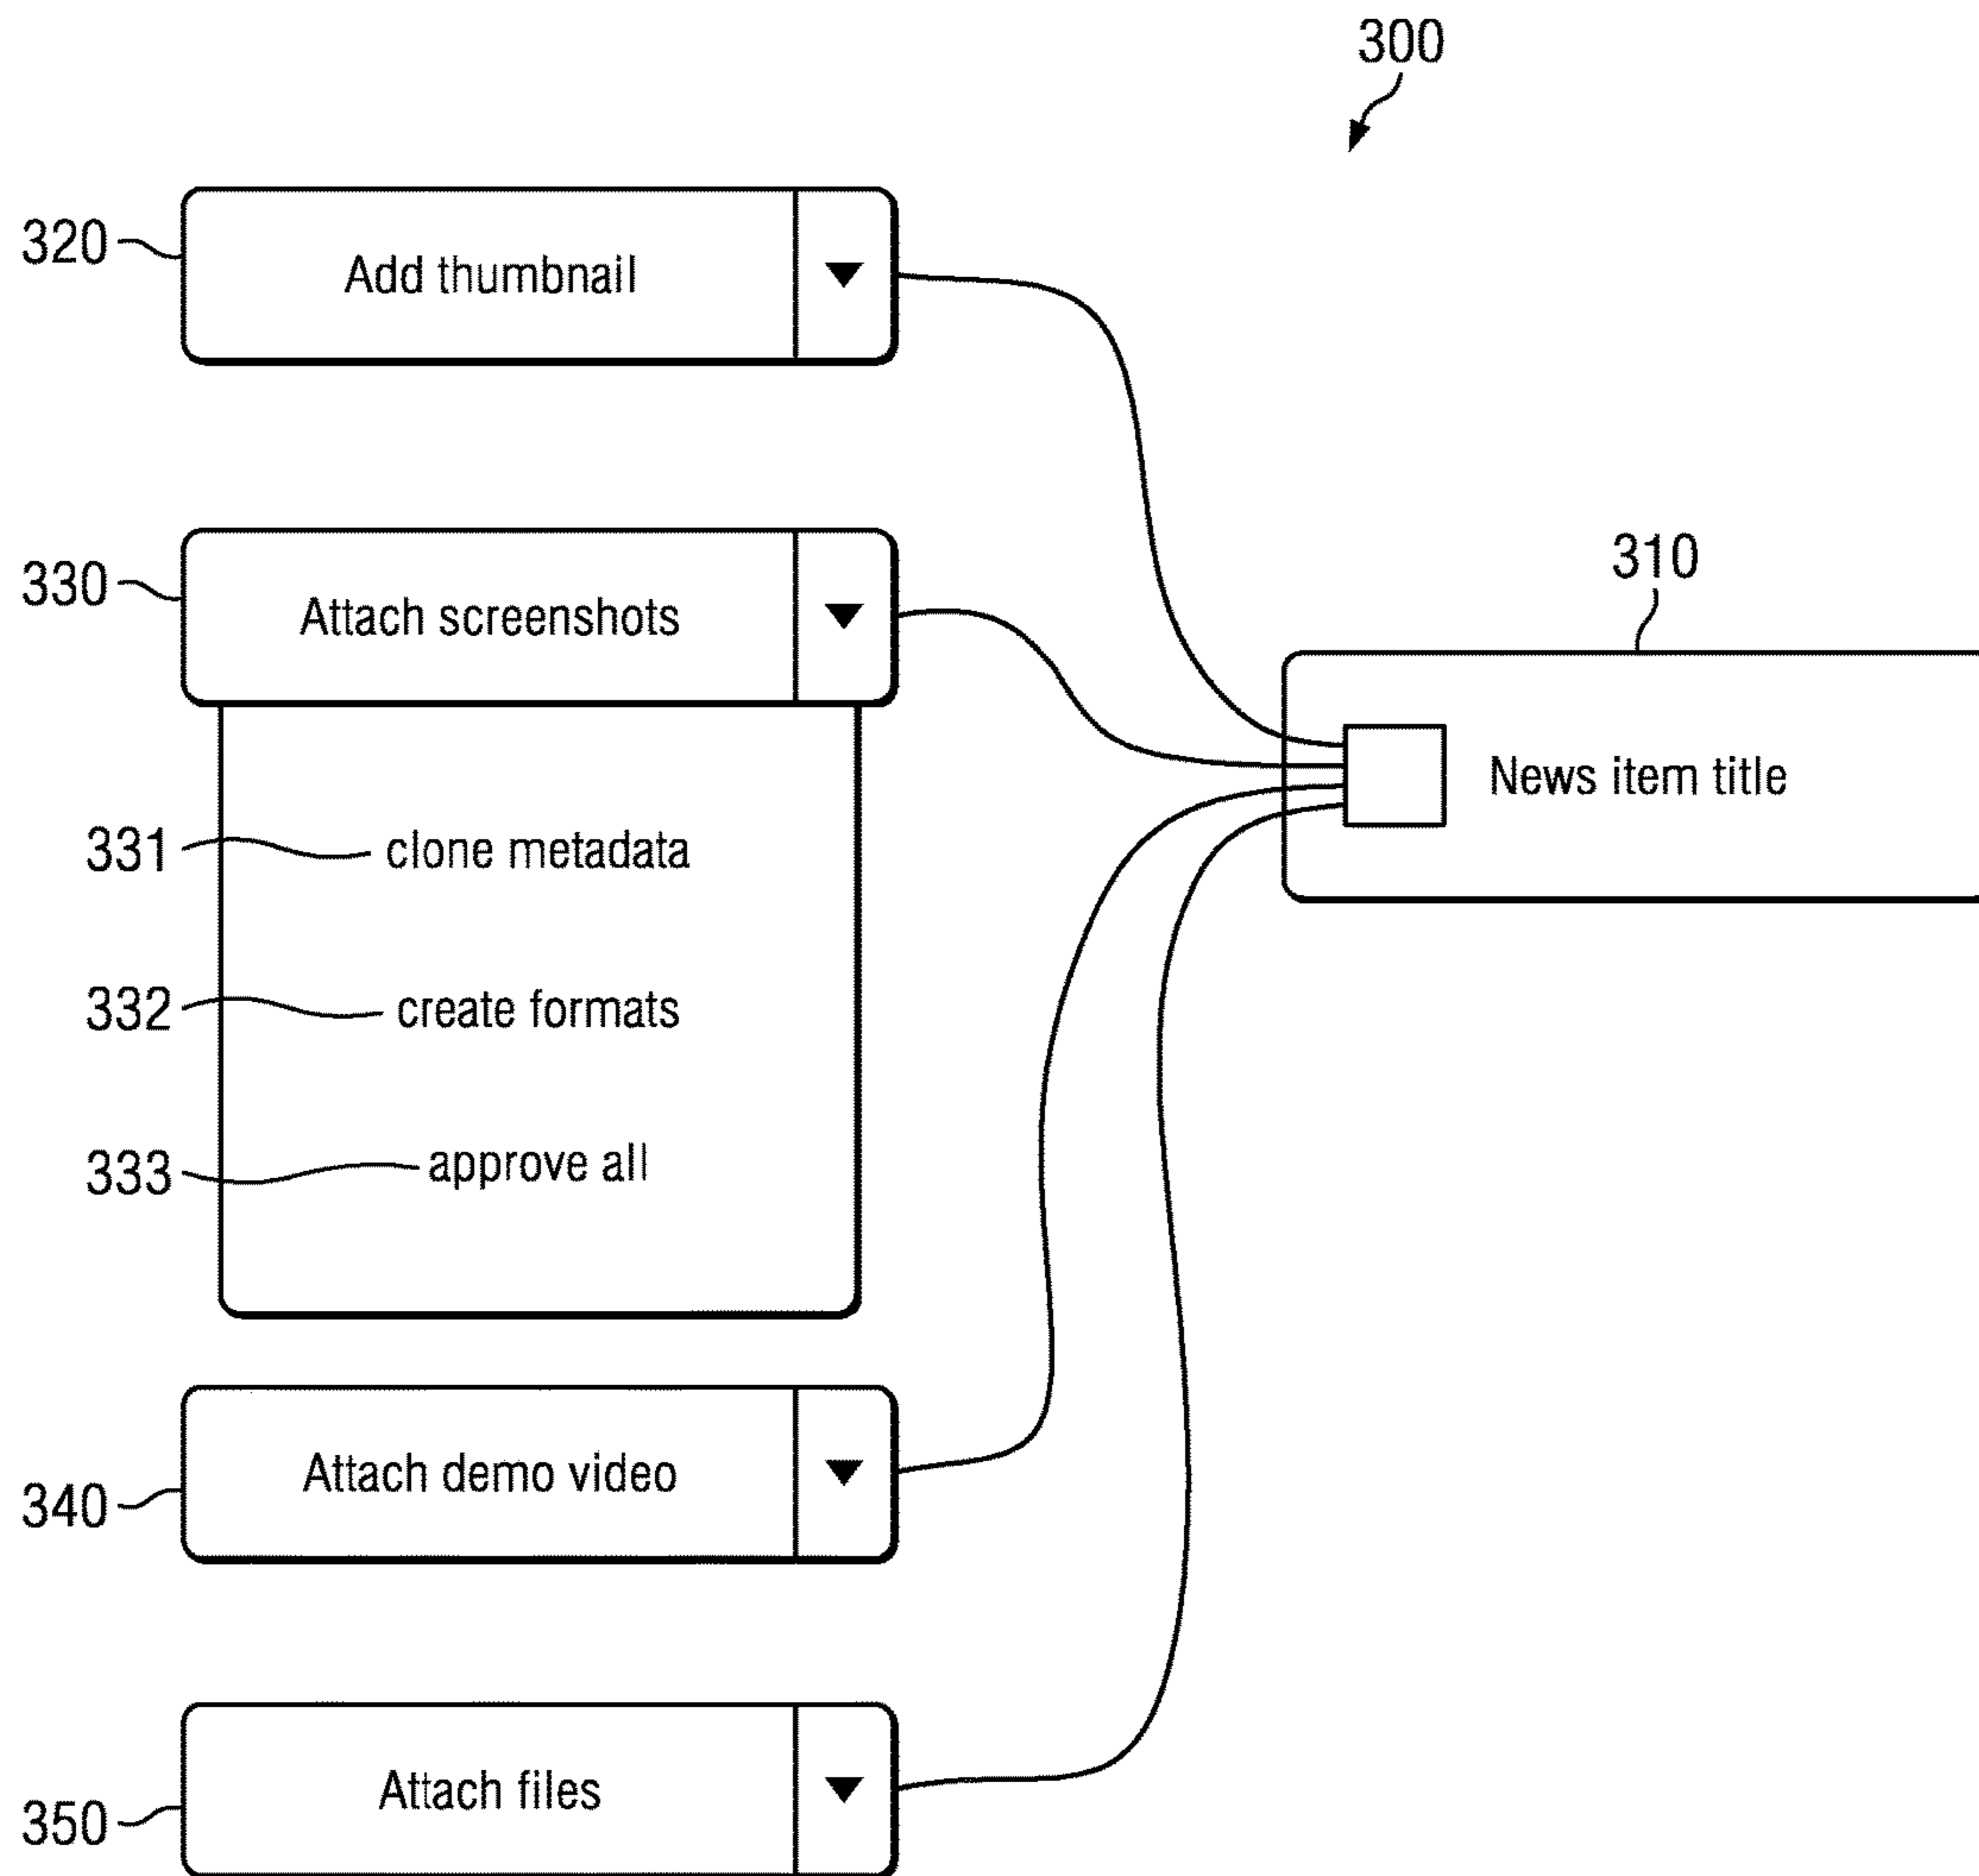 300
320
Add thumbnail
330
Attach screenshots
310
News item title
331
clone metadata
332
create formats
333
approve all
340
Attach demo video
350
Attach files